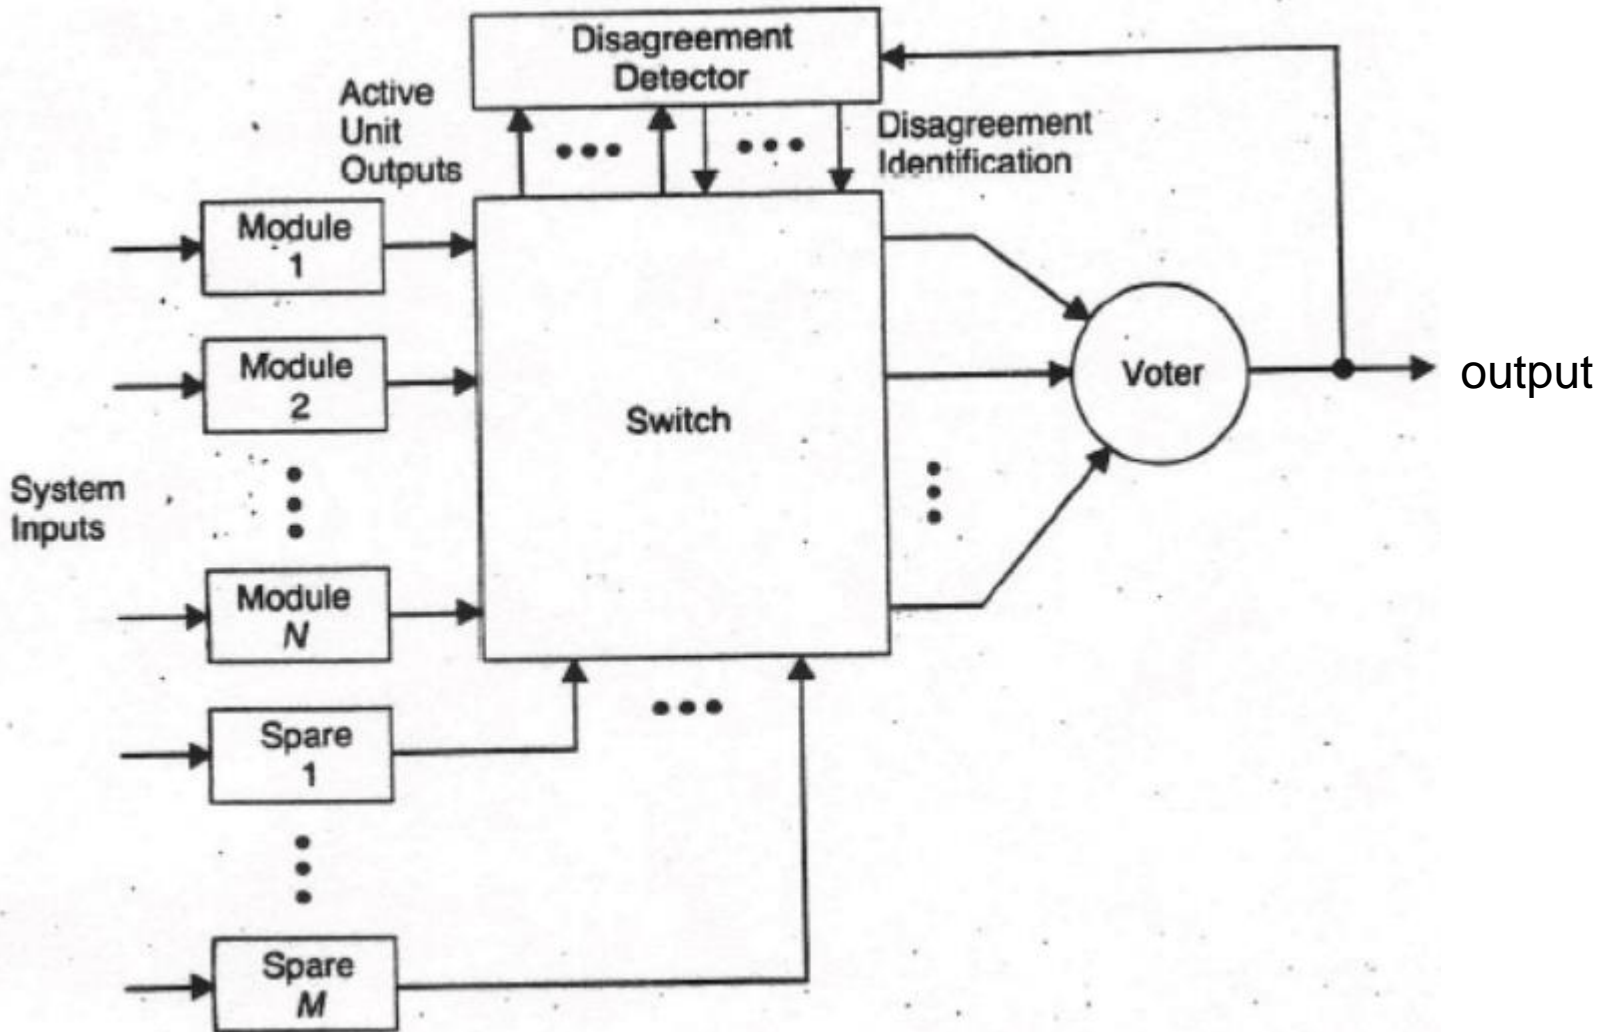 Disagreement
Detector
Active
Unit
Outputs
Disagreement
Identification
Module
1
Module
2
System
Inputs
Module
N
Spare
1
Spare
M
Switch
Voter
output